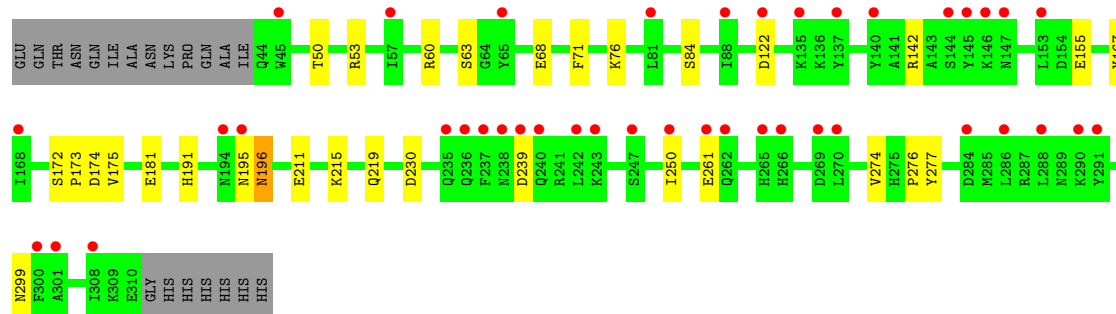 GLU GLN THR ASN GLN ILE ALA ASN LYS PRO GLN ALA ILE Q44 W45 T50 R53 I57 R60 S63 G64 Y65 E68 F71 K76 L81 S84 I88 D122 K135 K136 Y137 Y140 A141 R142 A143 S144 Y145 K146 N147 L153 D154 E155
I168 S172 P173 D174 V175 E181 H191 N194 N195 N196 E211 K215 Q219 D230 Q235 Q236 F237 N238 D239 Q240 R241 L242 K243 S247 I250 E261 Q262 H265 H266 D269 L270 V274 H275 P276 Y277 D284 M285 L286 R287 L288 N289 K290 Y291
N299 F300 A301 I308 K309 E310 GLY HIS HIS HIS HIS HIS HIS